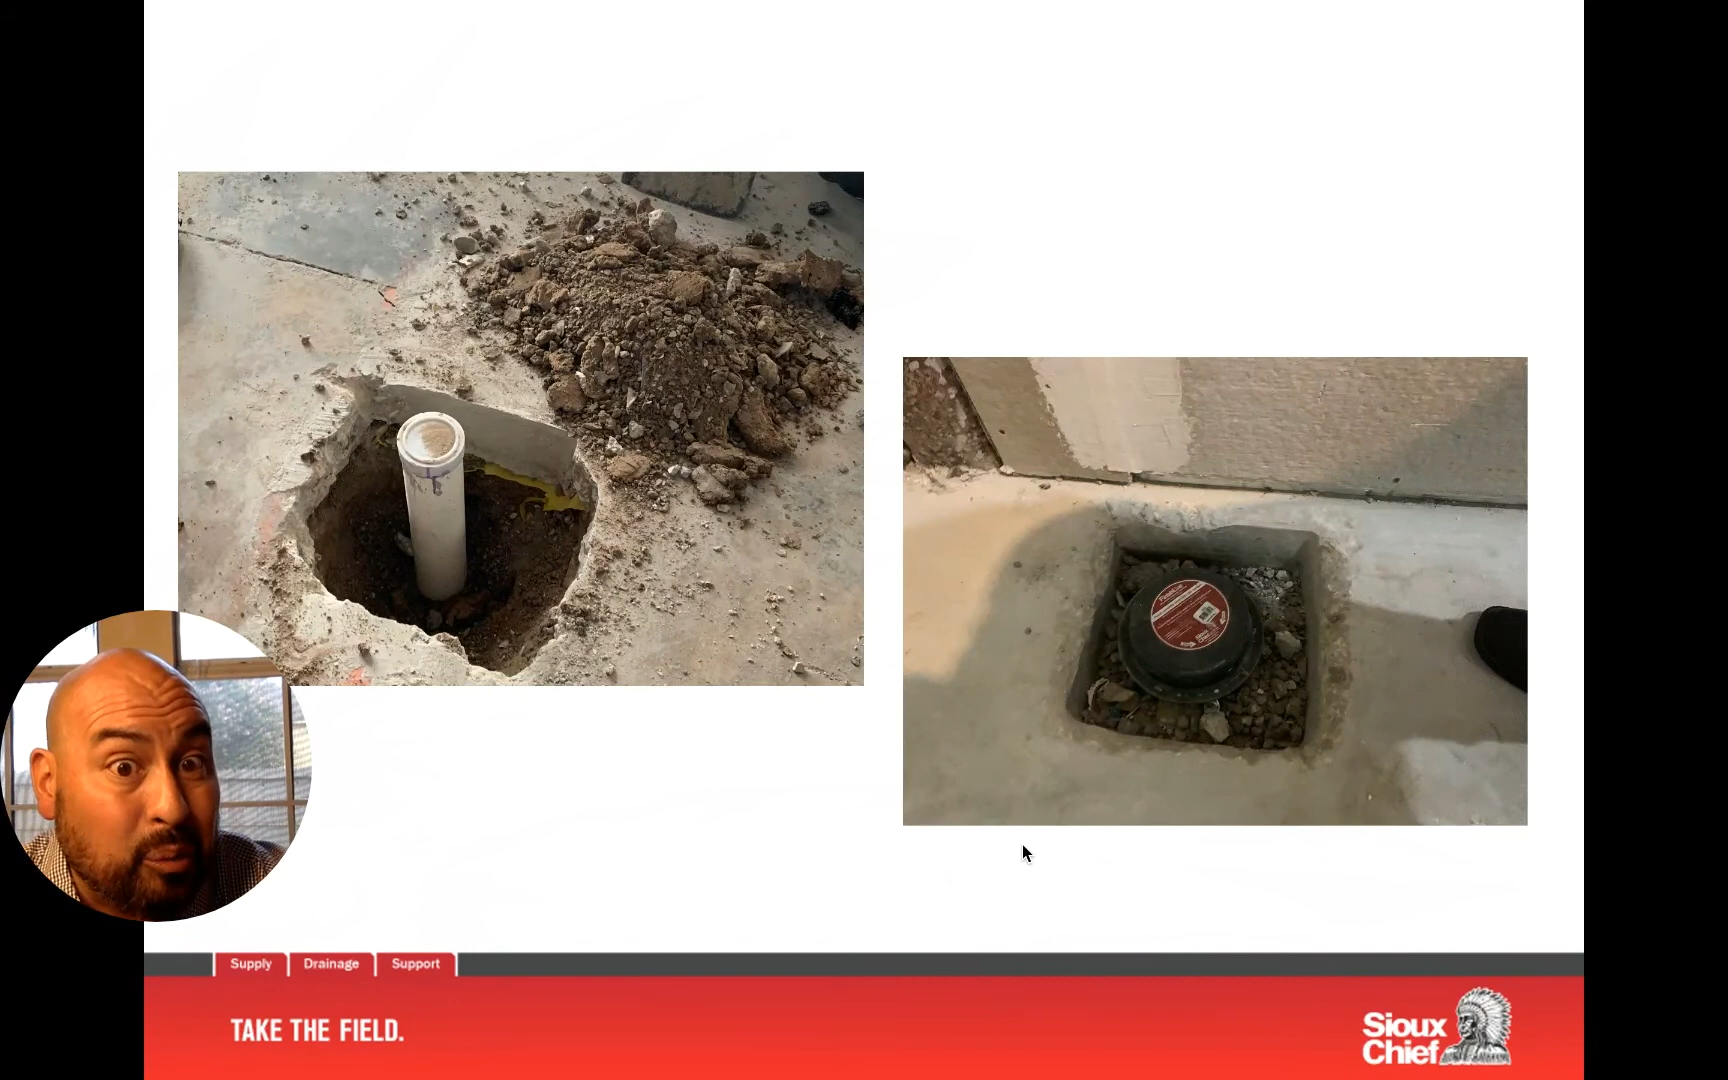 Supply
Drainage
Support
TAKE THE FIELD.
Sioux
Chief